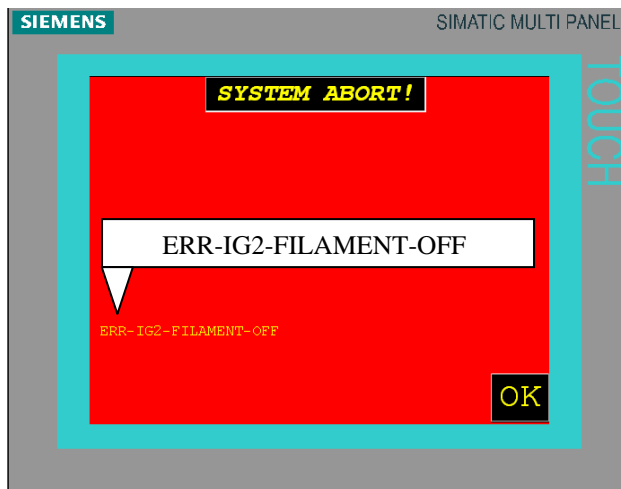 SIEMENS
SIMATIC MULTI PANEL
TOUCH
SYSTEM ABORT!
ERR-IG2-FILAMENT-OFF
ERR-IG2-FILAMENT-OFF
OK